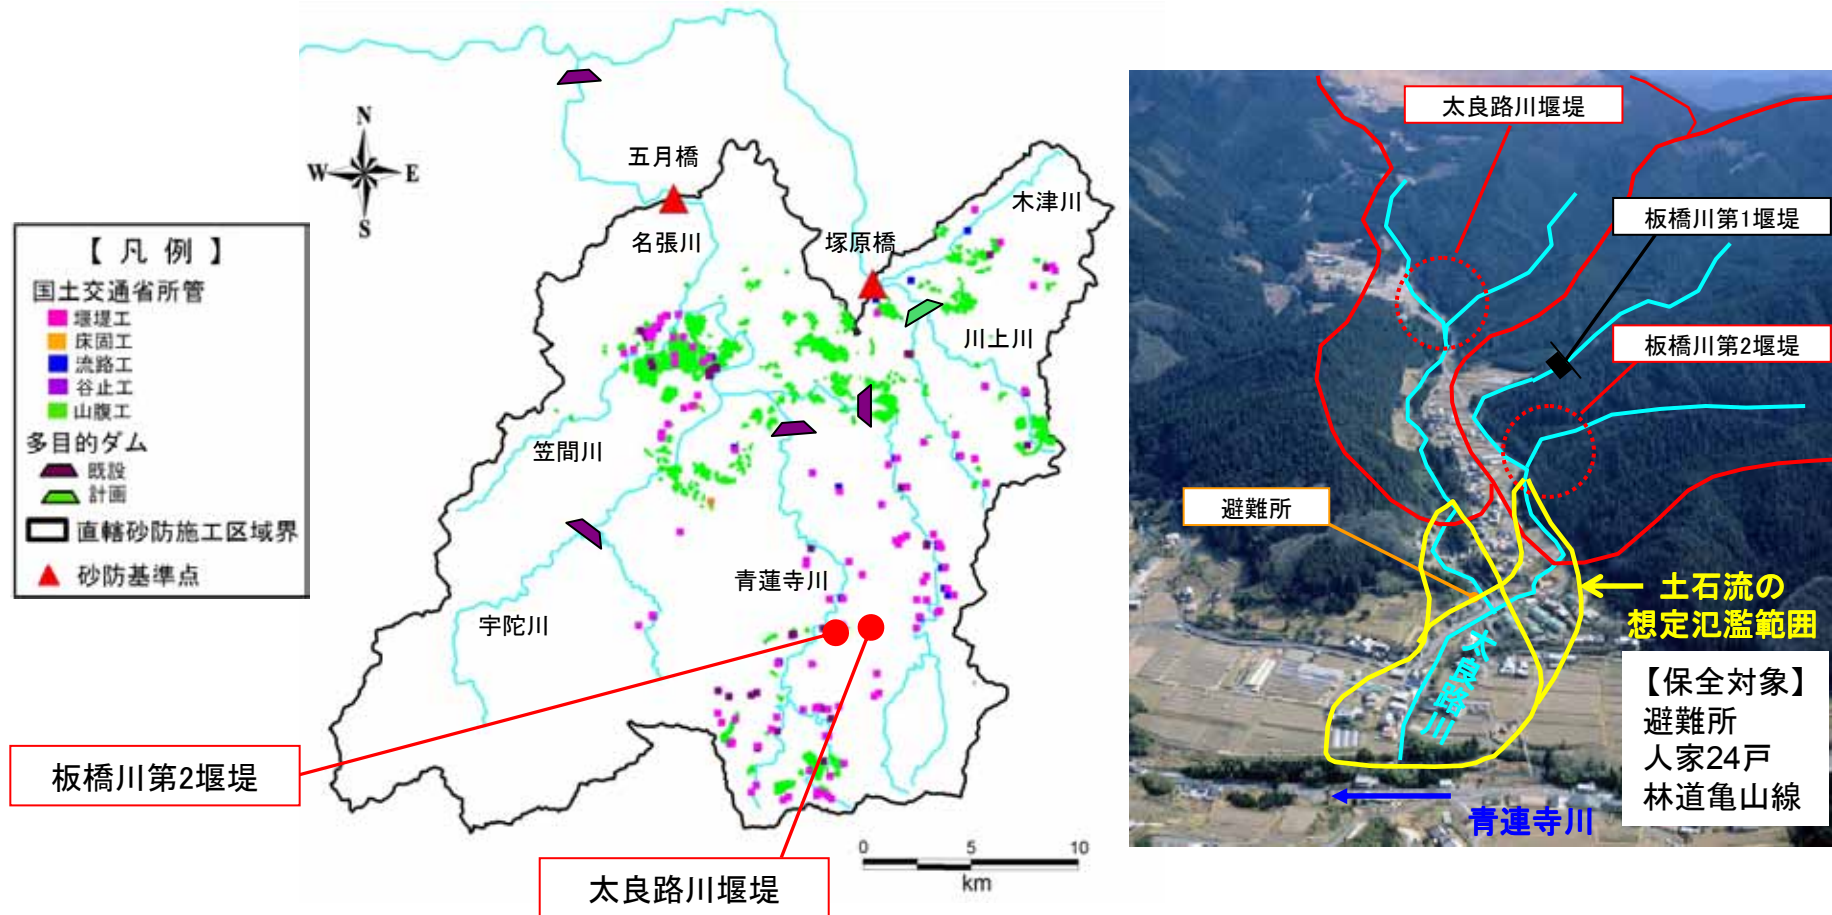 【 凡 例 】
国土交通省所管
堰堤工
床固工
流路工
谷止工
山腹工
多目的ダム
既設
計画
直轄砂防施工区域界
砂防基準点
N
W
E
S
五月橋
名張川
塚原橋
木津川
川上川
笠間川
宇陀川
青蓮寺川
板橋川第2堰堤
太良路川堰堤
0 5 10
km
太良路川堰堤
板橋川第1堰堤
板橋川第2堰堤
避難所
土石流の
想定氾濫範囲
太良路川
【保全対象】
避難所
人家24戸
林道亀山線
青連寺川